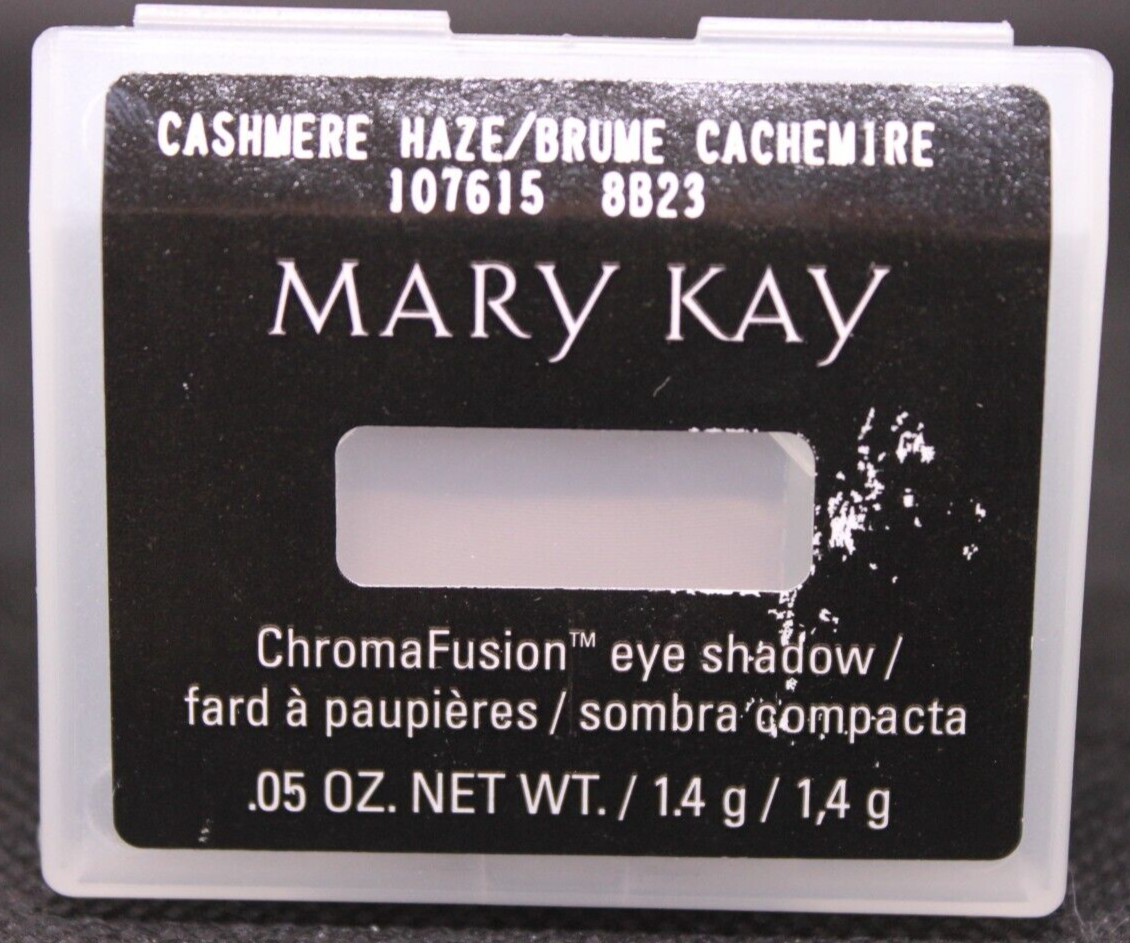 CASHMERE HAZE/BRUME CACHEMIRE
107615 8B23
MARY KAY
ChromaFusion™ eye shadow /
fard à paupières / sombra compacta
.05 OZ. NET WT. / 1.4 g / 1,4 g